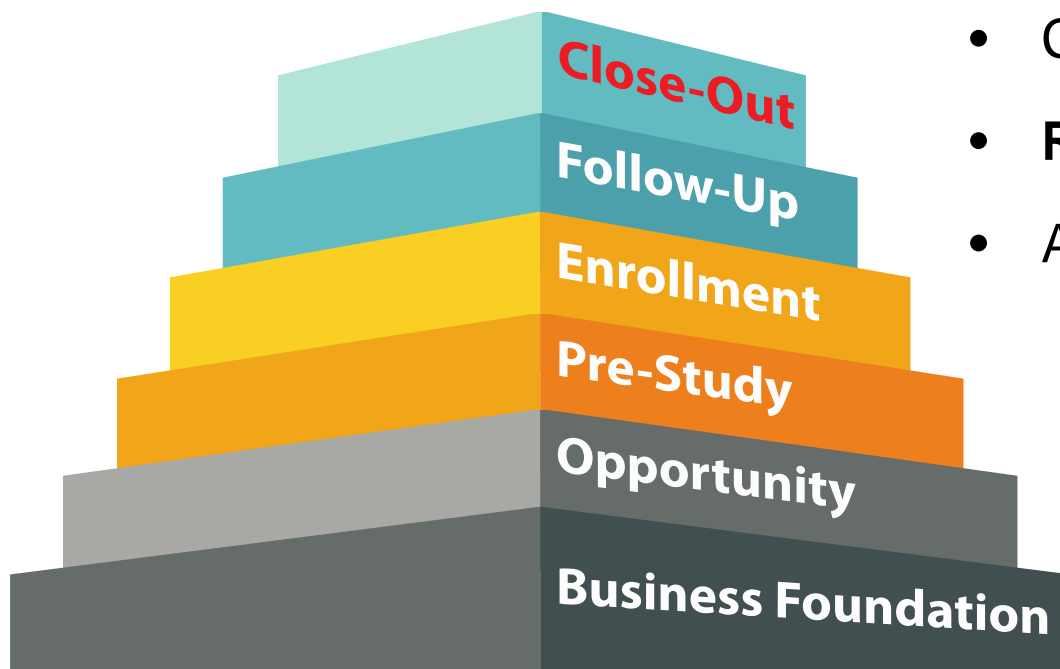 Close-Out
Follow-Up
Enrollment
Pre-Study
Opportunity
Business Foundation